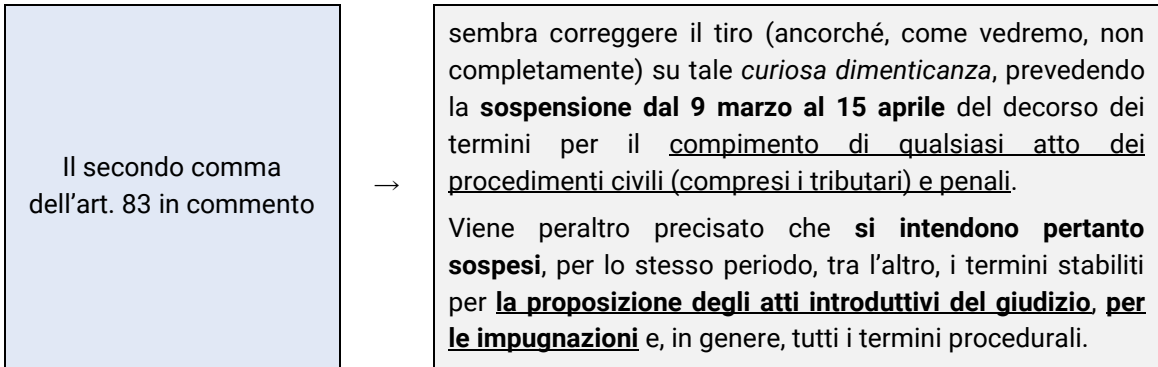 Il secondo comma
dell'art. 83 in commento
→
sembra correggere il tiro (ancorché, come vedremo, non
completamente) su tale curiosa dimenticanza, prevedendo
la sospensione dal 9 marzo al 15 aprile del decorso dei
termini per il compimento di qualsiasi atto dei
procedimenti civili (compresi i tributari) e penali.
Viene peraltro precisato che si intendono pertanto
sospesi, per lo stesso periodo, tra l'altro, i termini stabiliti
per la proposizione degli atti introduttivi del giudizio, per
le impugnazioni e, in genere, tutti i termini procedurali.